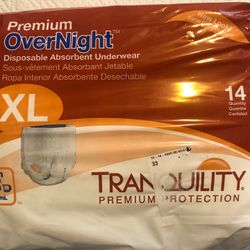 Premium
OverNight™
Disposable Absorbent Underwear
Sous-vêtement Absorbant Jetable
Ropa Interior Absorbente Desechable
XL
14
Quantity
Quantité
Cantidad
TRANQUILITY
PREMIUM PROTECTION